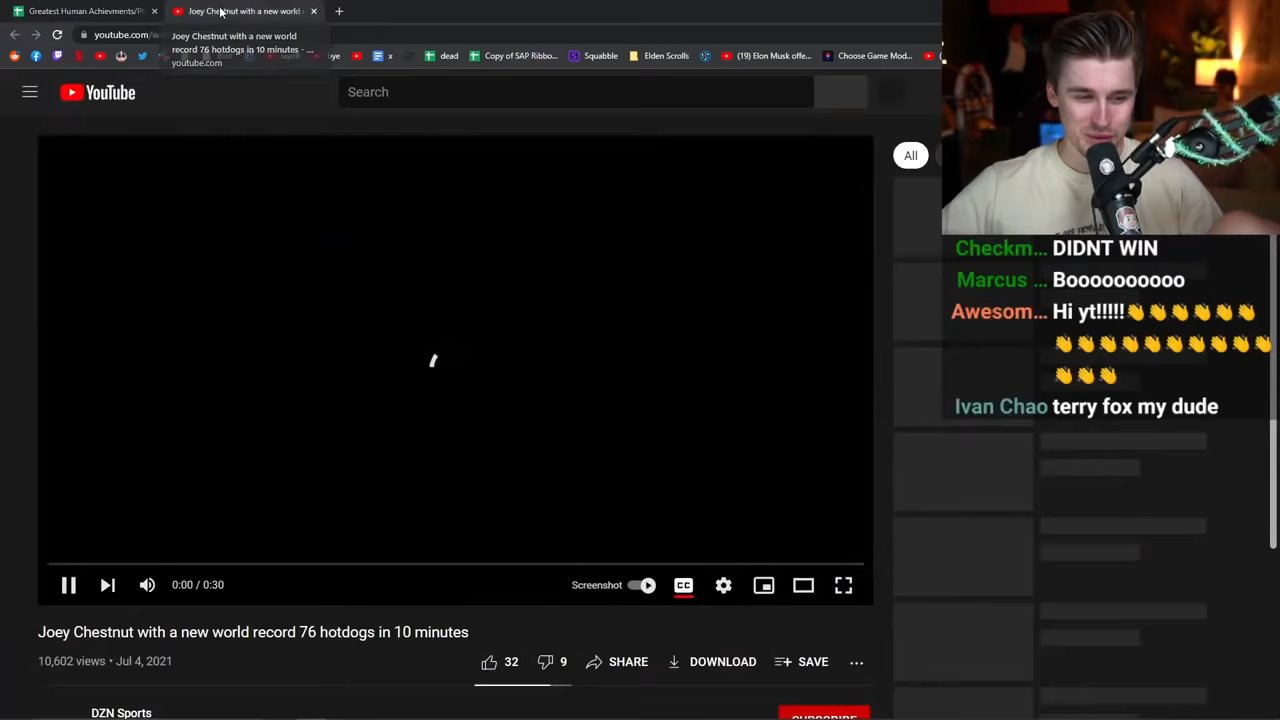 Greatest Human Achievments/P
Joey Chestnut with a new world
youtube.com/wa
Joey Chestnut with a new world
record 76 hotdogs in 10 minutes - ...
youtube.com
x
dead
Copy of SAP Ribbo...
Squabble
Elden Scrolls
(19) Elon Musk offe...
Choose Game Mod...
YouTube
Search
All
Checkm... DIDNT WIN
Marcus ... Boooooooooo
Awesom... Hi yt!!!!!👏👏👏👏👏👏
👏👏👏👏👏👏👏👏👏👏
👏👏👏
Ivan Chao terry fox my dude
0:00 / 0:30
Screenshot
CC
Joey Chestnut with a new world record 76 hotdogs in 10 minutes
10,602 views • Jul 4, 2021
32
9
SHARE
DOWNLOAD
SAVE
DZN Sports
SUBSCRIBE